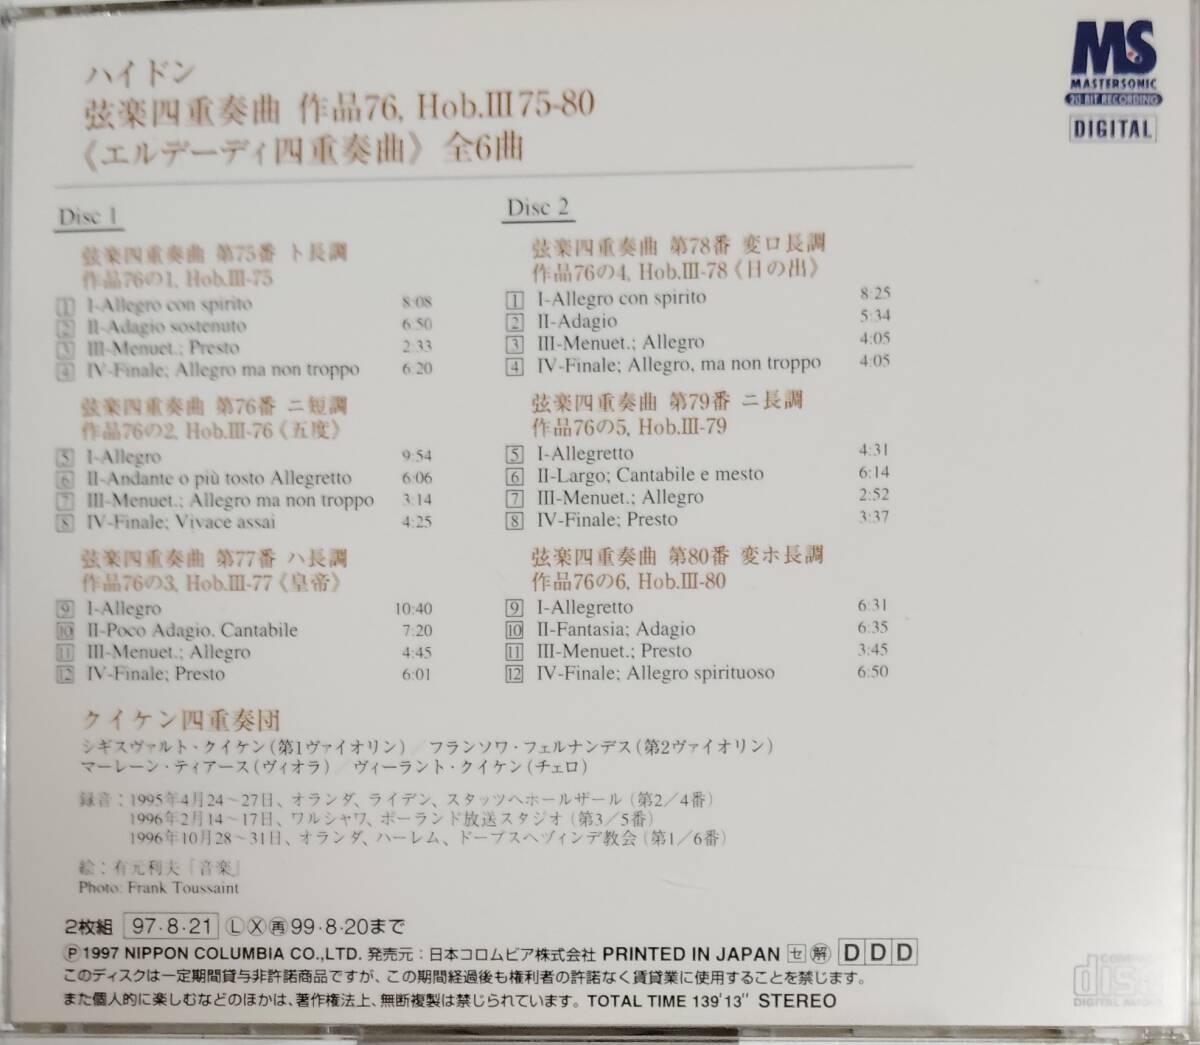 ハイドン
弦楽四重奏曲 作品76, Hob.Ⅲ75-80
《エルデーディ四重奏曲》 全6曲
MS
MASTERSONIC
20 BIT RECORDING
DIGITAL
Disc 1
弦楽四重奏曲 第75番 ト長調
作品76の1, Hob.Ⅲ-75
1 I-Allegro con spirito 8:08
2 II-Adagio sostenuto 6:50
3 III-Menuet.; Presto 2:33
4 IV-Finale; Allegro ma non troppo 6:20
弦楽四重奏曲 第76番 ニ短調
作品76の2, Hob.Ⅲ-76《五度》
5 I-Allegro 9:54
6 II-Andante o più tosto Allegretto 6:06
7 III-Menuet.; Allegro ma non troppo 3:14
8 IV-Finale; Vivace assai 4:25
弦楽四重奏曲 第77番 ハ長調
作品76の3, Hob.Ⅲ-77《皇帝》
9 I-Allegro 10:40
10 II-Poco Adagio. Cantabile 7:20
11 III-Menuet.; Allegro 4:45
12 IV-Finale; Presto 6:01
Disc 2
弦楽四重奏曲 第78番 変ロ長調
作品76の4, Hob.Ⅲ-78《日の出》
1 I-Allegro con spirito 8:25
2 II-Adagio 5:34
3 III-Menuet.; Allegro 4:05
4 IV-Finale; Allegro, ma non troppo 4:05
弦楽四重奏曲 第79番 ニ長調
作品76の5, Hob.Ⅲ-79
5 I-Allegretto 4:31
6 II-Largo; Cantabile e mesto 6:14
7 III-Menuet.; Allegro 2:52
8 IV-Finale; Presto 3:37
弦楽四重奏曲 第80番 変ホ長調
作品76の6, Hob.Ⅲ-80
9 I-Allegretto 6:31
10 II-Fantasia; Adagio 6:35
11 III-Menuet.; Presto 3:45
12 IV-Finale; Allegro spirituoso 6:50
クイケン四重奏団
シギスヴァルト・クイケン(第1ヴァイオリン)／フランソワ・フェルナンデス(第2ヴァイオリン)
マーレーン・ティアース(ヴィオラ)／ヴィーラント・クイケン(チェロ)
録音：1995年4月24〜27日、オランダ、ライデン、スタッツヘホールザール(第2／4番)
1996年2月14〜17日、ワルシャワ、ポーランド放送スタジオ(第3／5番)
1996年10月28〜31日、オランダ、ハーレム、ドープスヘヅィンデ教会(第1／6番)
絵：有元利夫「音楽」
Photo: Frank Toussaint
2枚組 97・8・21 ⓁⓍ㊢99・8・20まで
Ⓟ1997 NIPPON COLUMBIA CO.,LTD. 発売元：日本コロムビア株式会社 PRINTED IN JAPAN セ 解 DDD
このディスクは一定期間貸与非許諾商品ですが、この期間経過後も権利者の許諾なく賃貸業に使用することを禁じます。
また個人的に楽しむなどのほかは、著作権法上、無断複製は禁じられています。TOTAL TIME 139'13" STEREO
COMPACT
disc
DIGITAL AUDIO